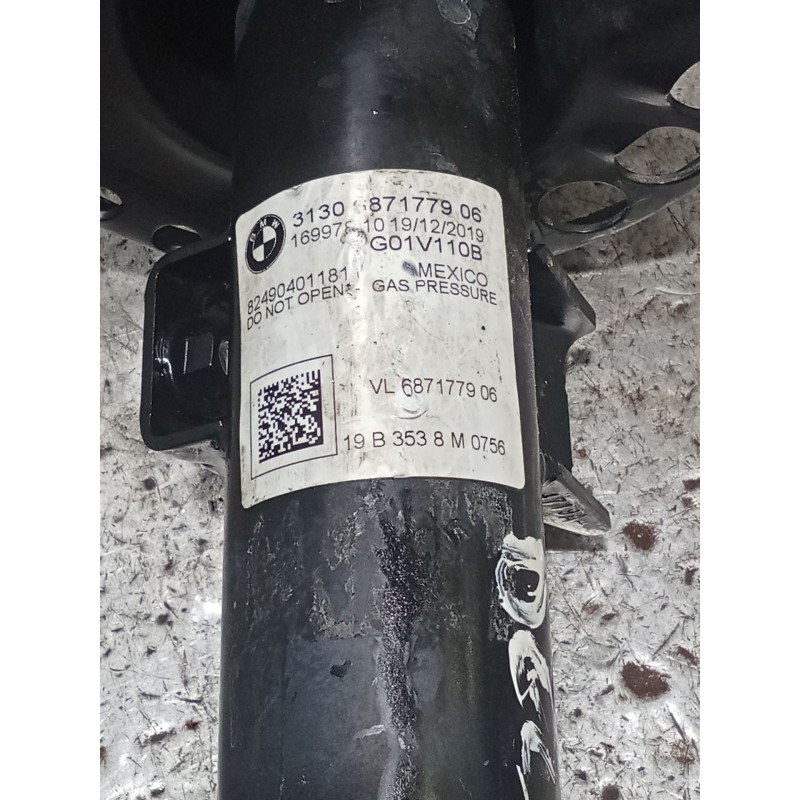 BMW
3130 6871779 06
10 19/12/2019
G01V110B
82490401181 MEXICO
DO NOT OPEN - GAS PRESSURE
VL 6871779 06
19 B 353 8 M 0756